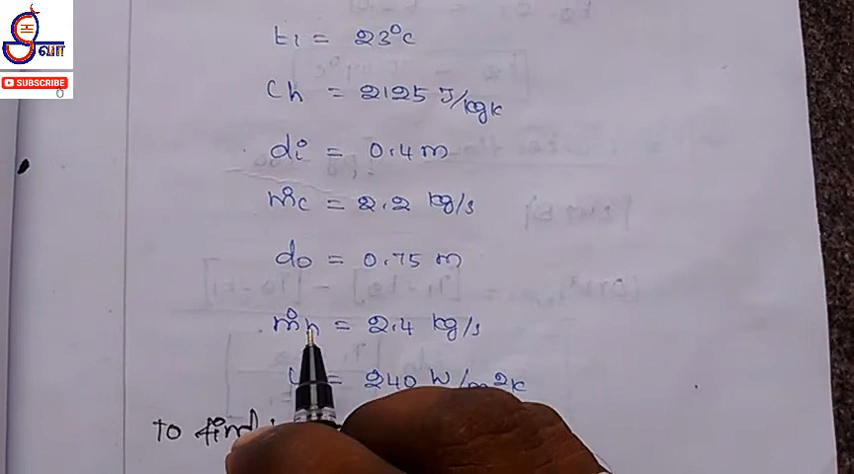 வா
SUBSCRIBE
t1 = 23°C
Ch = 2125 J/kgK
di = 0.4 m
ṁc = 2.2 kg/s
do = 0.75 m
ṁh = 2.4 kg/s
= 240 W/m2K
To find